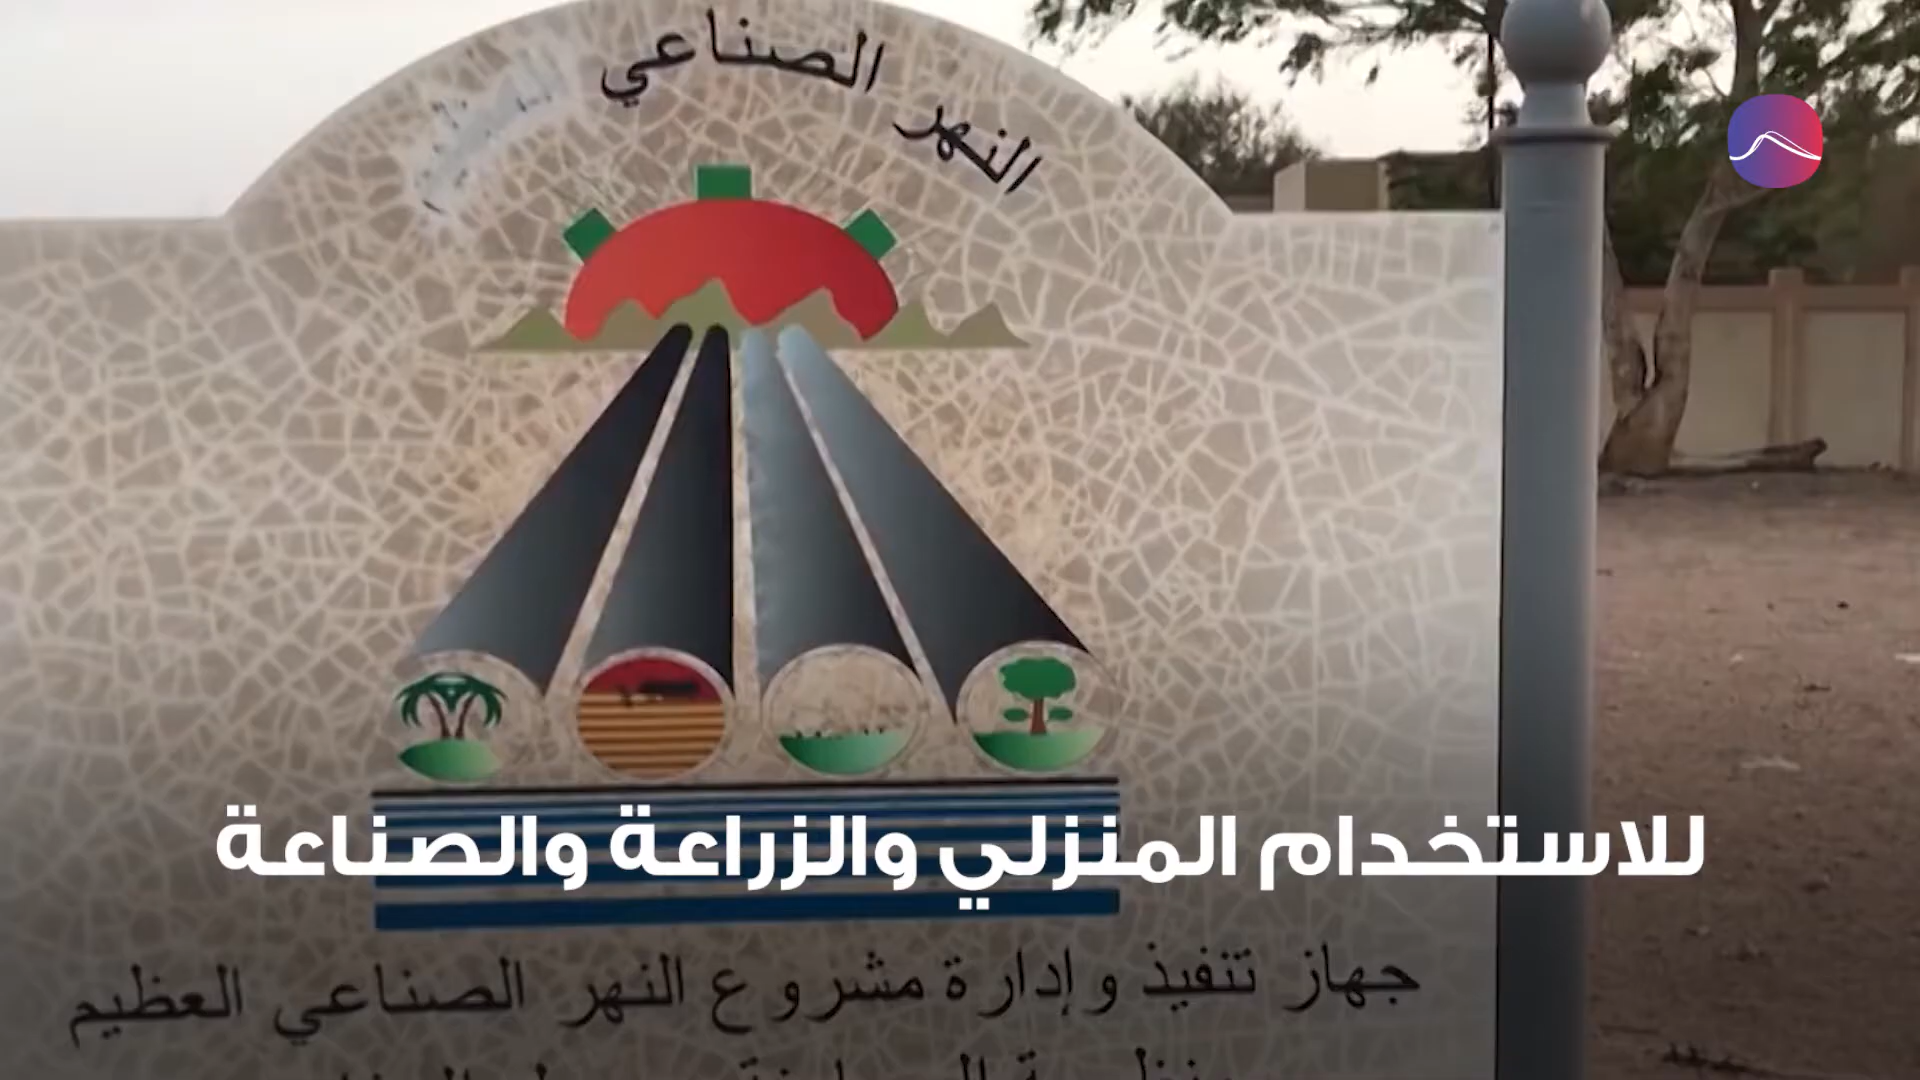 النهر الصناعي
للاستخدام المنزلي والزراعة والصناعة
جهاز تنفيذ وإدارة مشروع النهر الصناعي العظيم